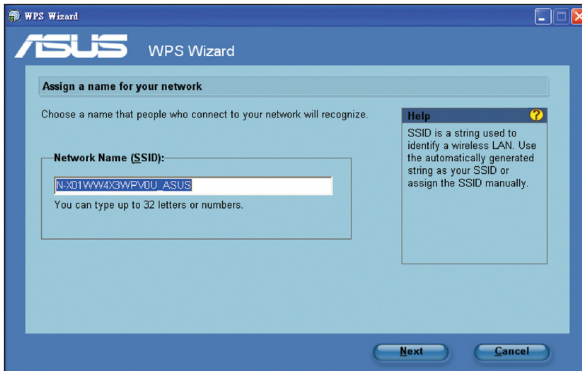 WPS Wizard
ASUS WPS Wizard
Assign a name for your network
Choose a name that people who connect to your network will recognize.
Network Name (SSID):
N-X01WW4X3WPV0U_ASUS
You can type up to 32 letters or numbers.
Help
SSID is a string used to
identify a wireless LAN. Use
the automatically generated
string as your SSID or
assign the SSID manually.
Next
Cancel